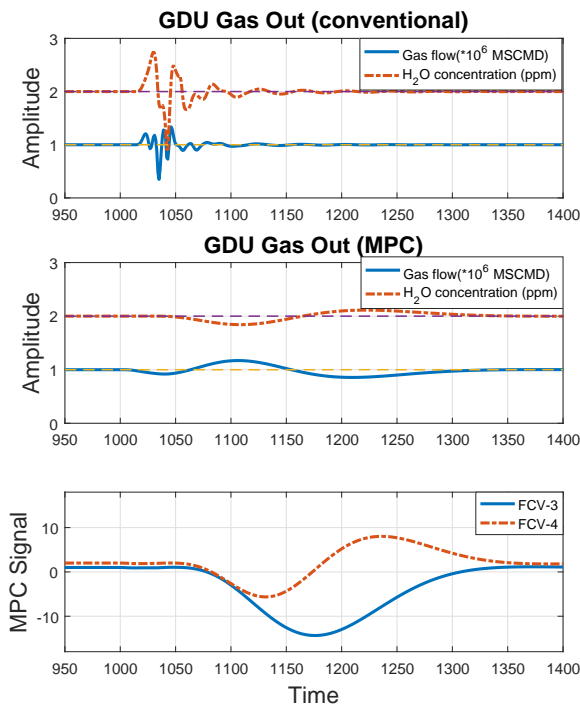 GDU Gas Out (conventional)
3
2
1
0
Amplitude
Gas flow(*10^6 MSCMD)
H_2O concentration (ppm)
950 1000 1050 1100 1150 1200 1250 1300 1350 1400
GDU Gas Out (MPC)
3
2
1
0
Amplitude
Gas flow(*10^6 MSCMD)
H_2O concentration (ppm)
950 1000 1050 1100 1150 1200 1250 1300 1350 1400
10
0
-10
MPC Signal
FCV-3
FCV-4
950 1000 1050 1100 1150 1200 1250 1300 1350 1400
Time